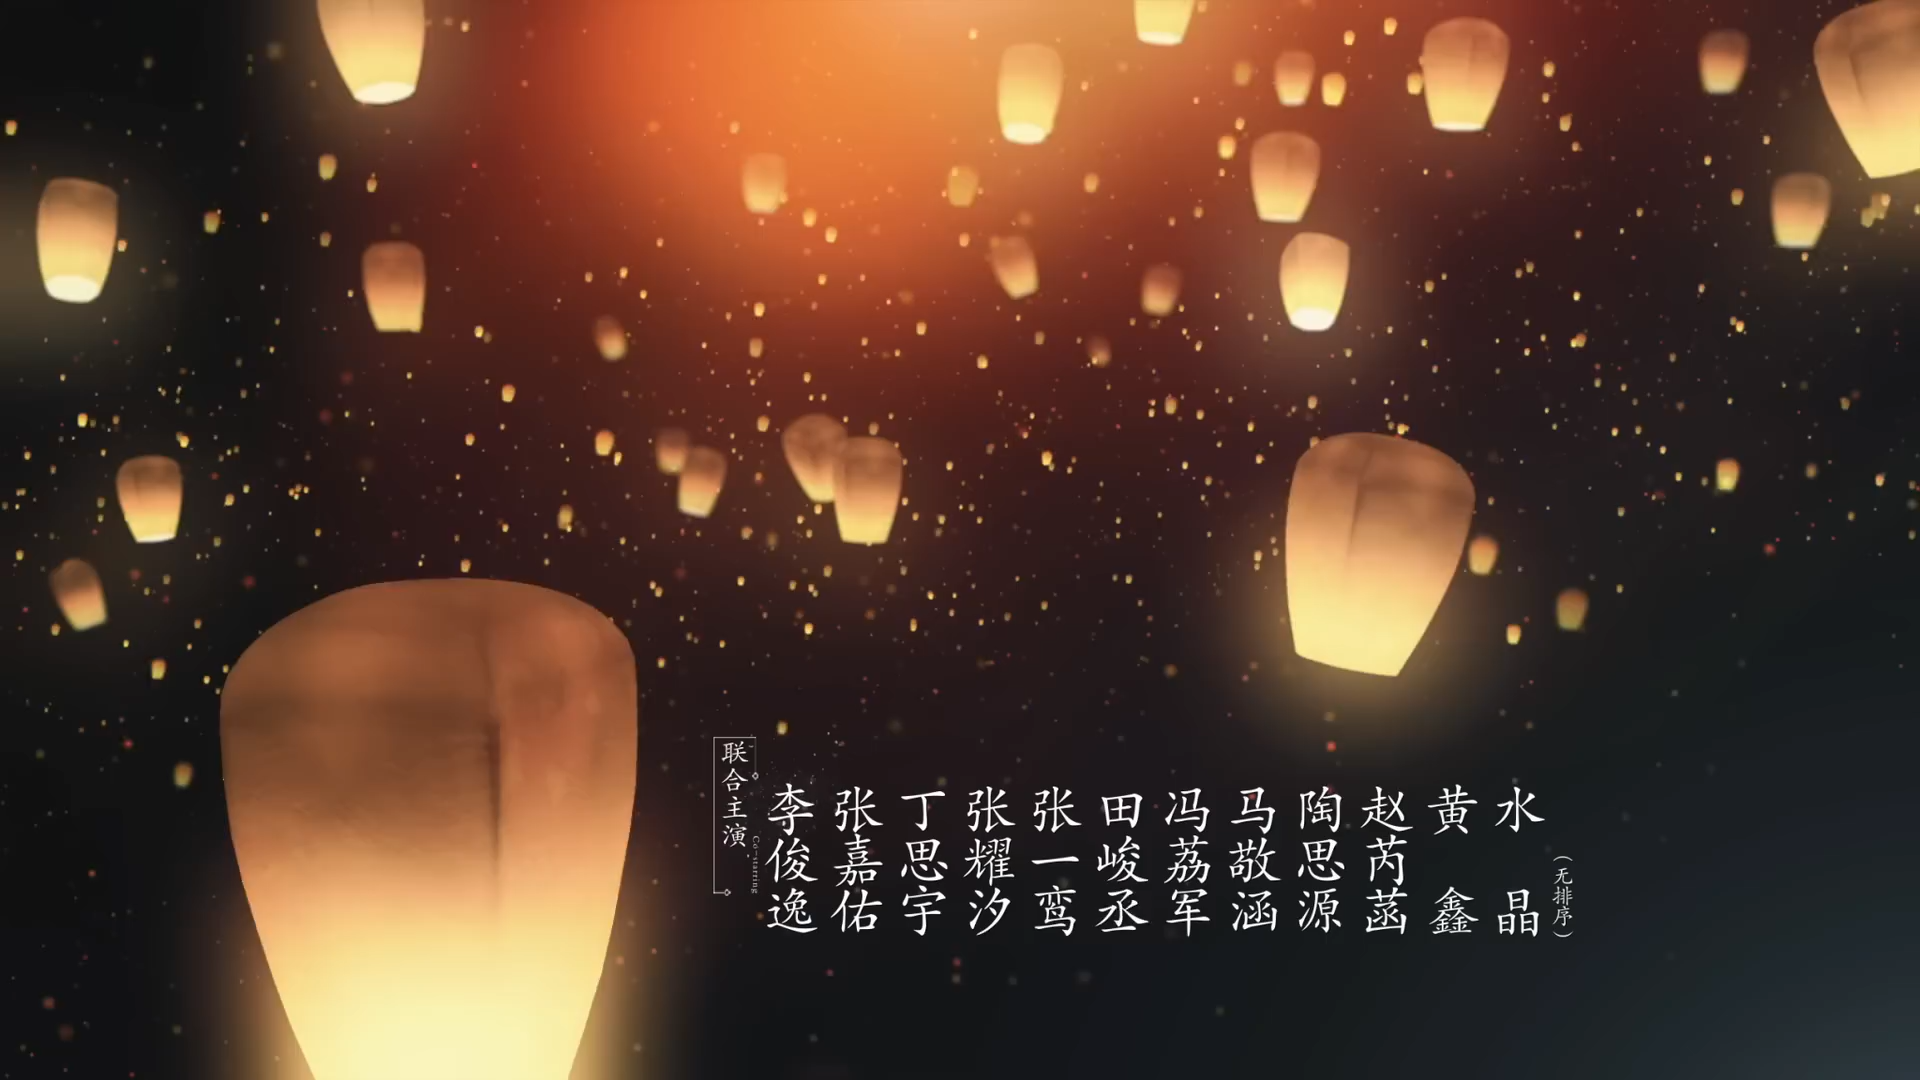 联合主演
Co-starring
李俊逸
张嘉佑
丁思宇
张耀汐
张一鸾
田峻丞
冯荔军
马敬涵
陶思源
赵芮菡
黄鑫
水晶
（无排序）